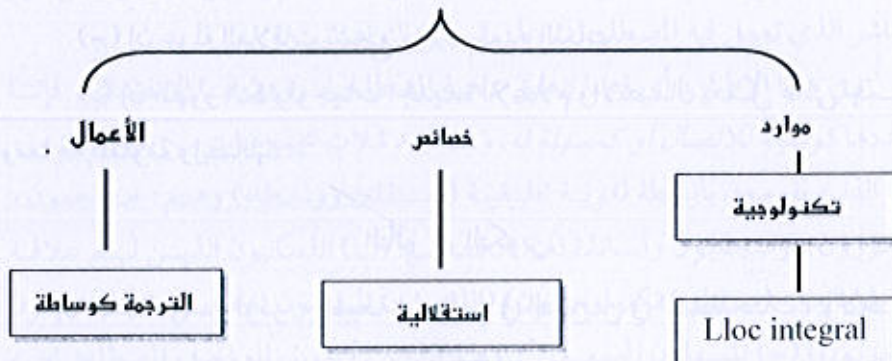 موارد
خصائص
الأعمال
تكنولوجية
استقلالية
الترجمة كوساطة
Lloc integral